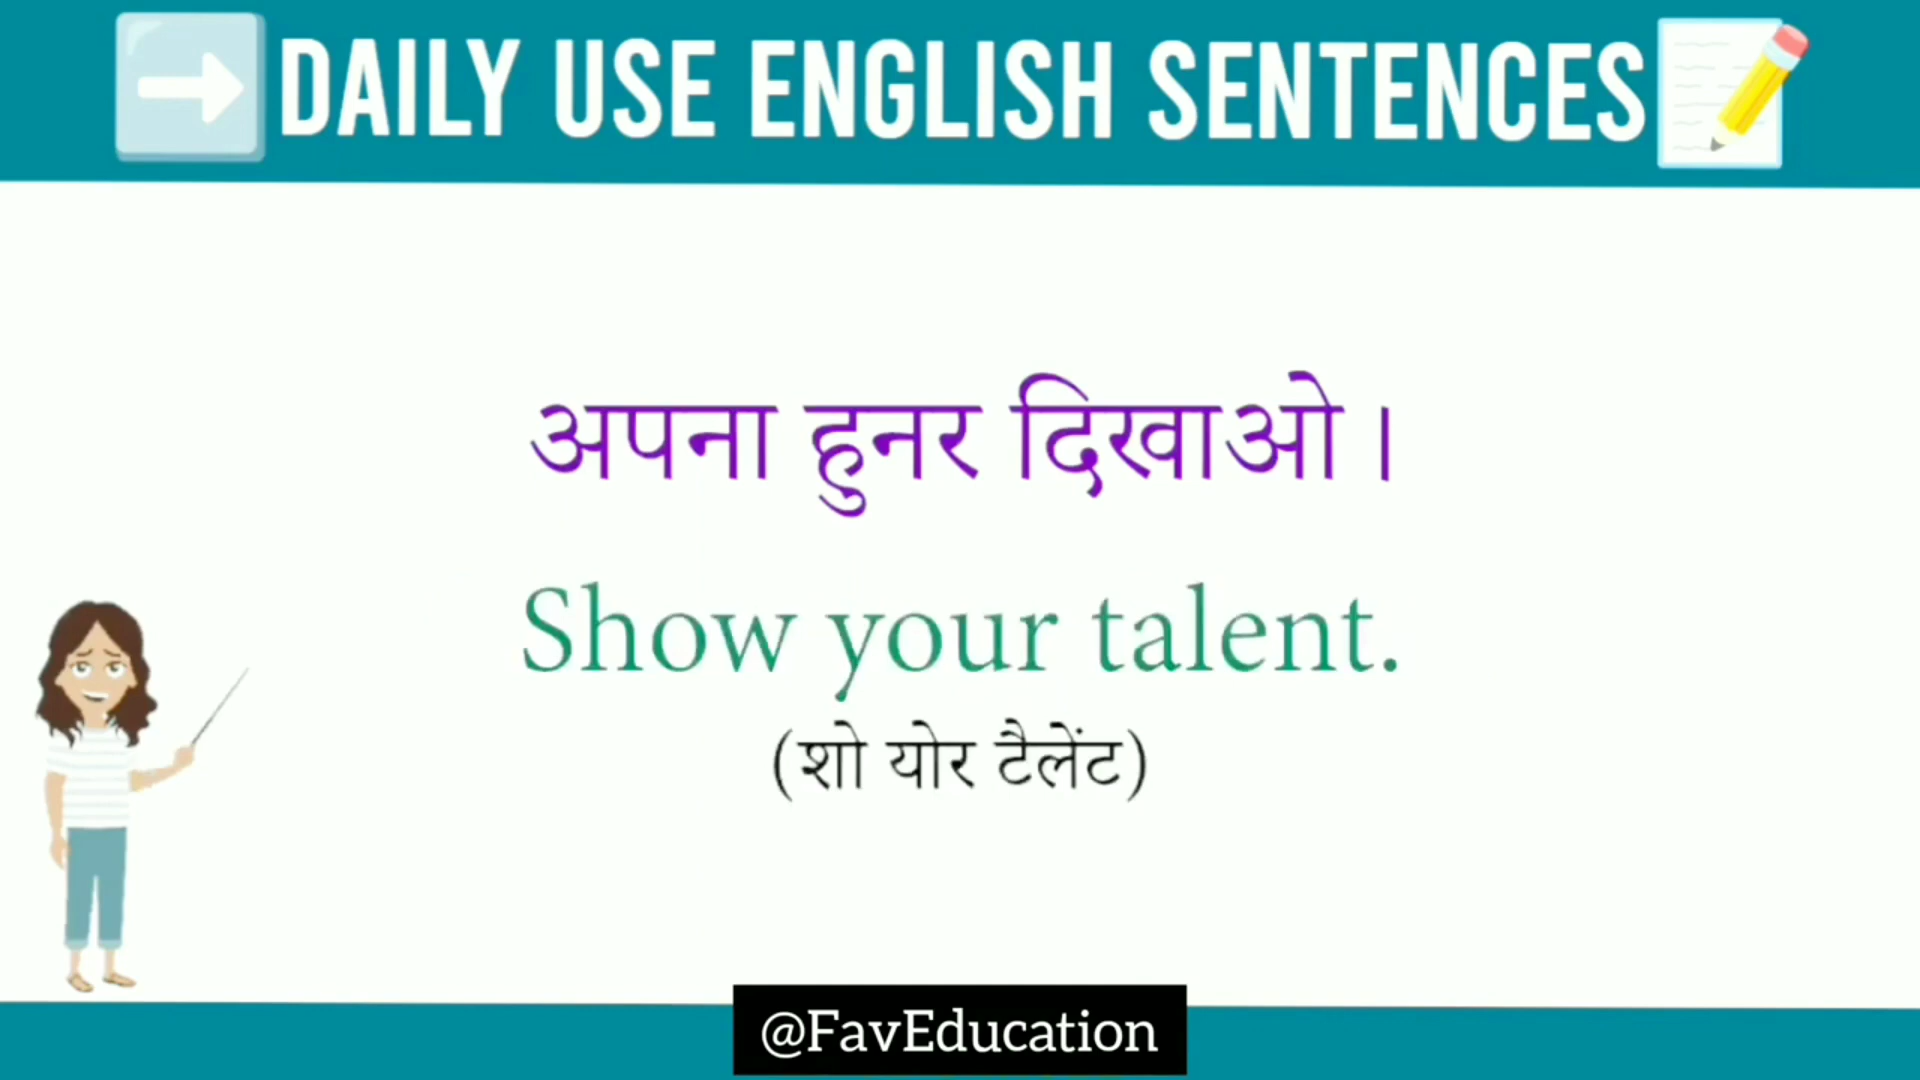 DAILY USE ENGLISH SENTENCES
अपना हुनर दिखाओ।
Show your talent.
(शो योर टैलेंट)
@FavEducation